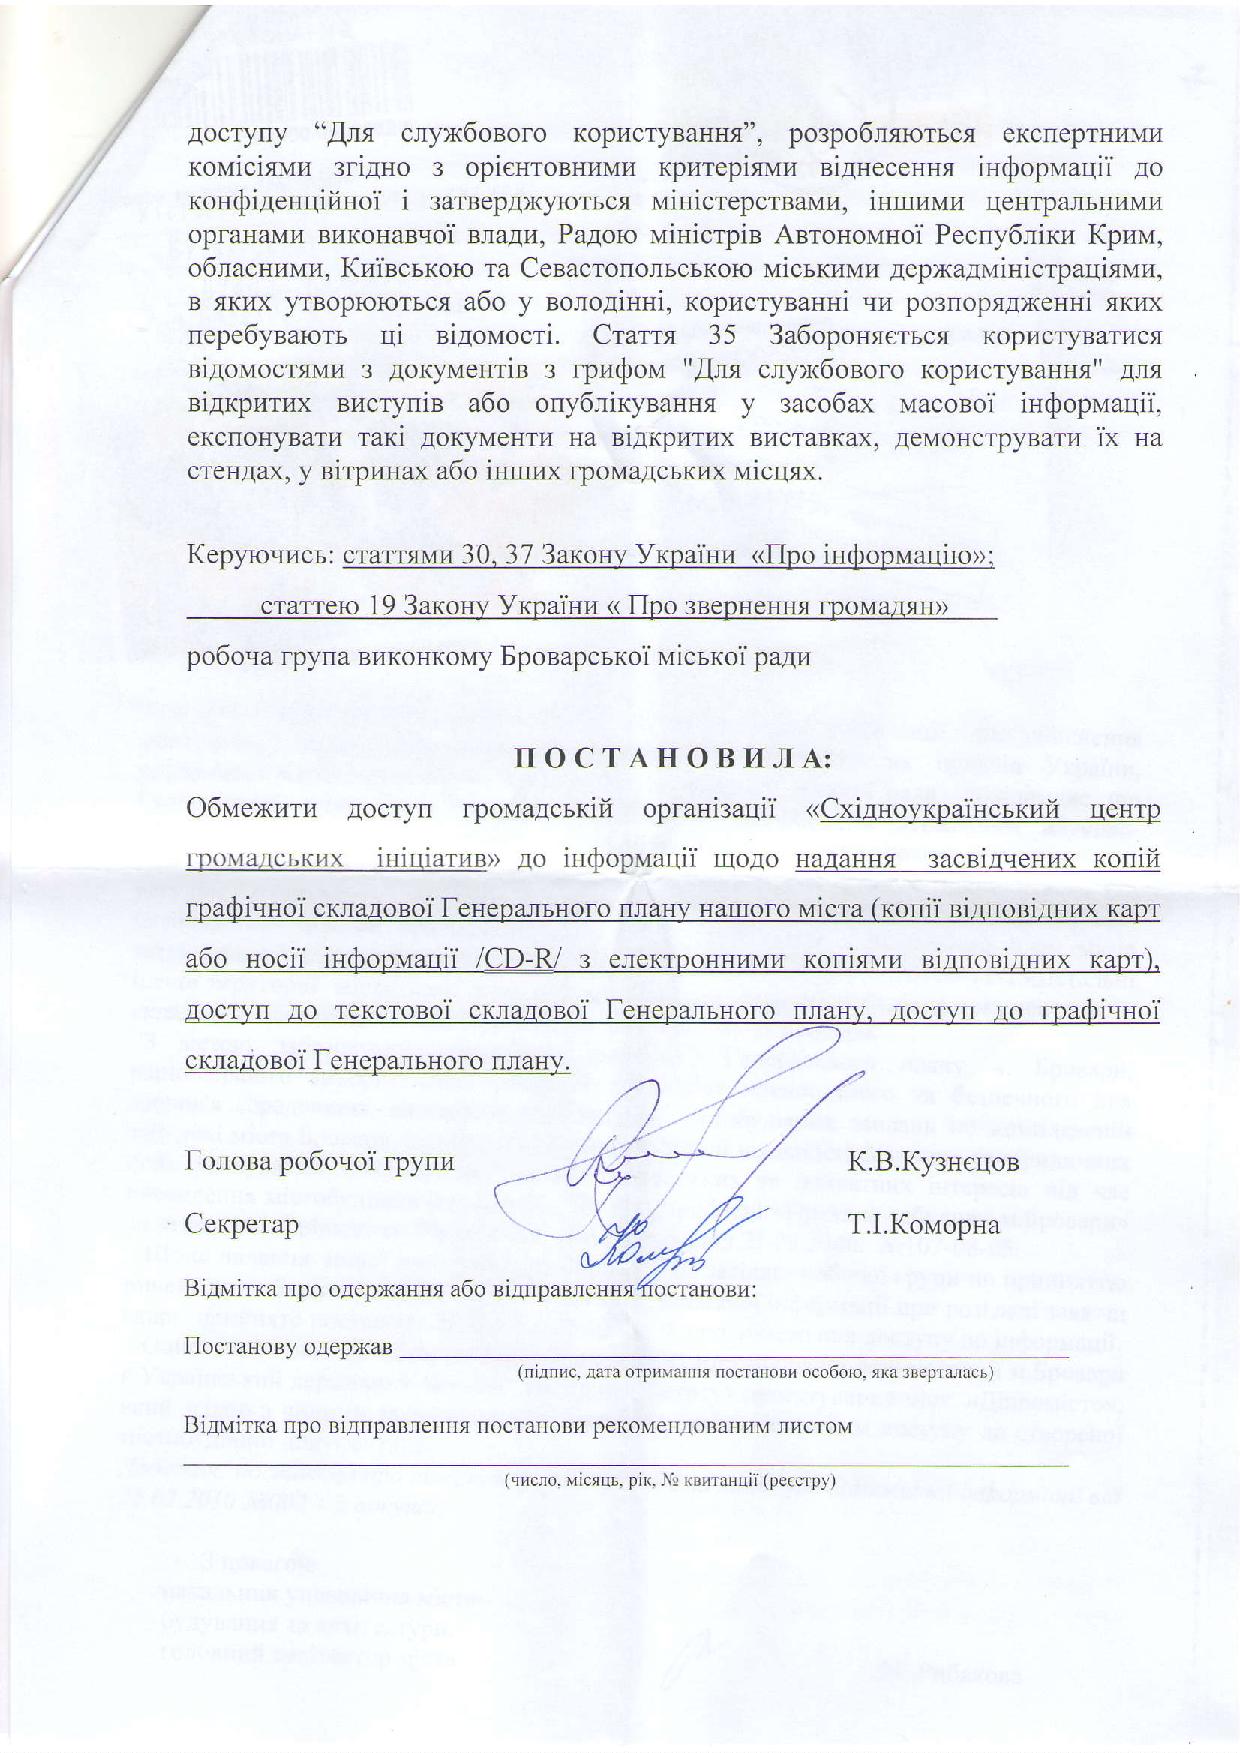 доступу “Для службового користування”, розробляються експертними
комісіями згідно з орієнтовними критеріями віднесення інформації до
конфіденційної і затверджуються міністерствами, іншими центральними
органами виконавчої влади, Радою міністрів Автономної Республіки Крим,
обласними, Київською та Севастопольською міськими держадміністраціями,
в яких утворюються або у володінні, користуванні чи розпорядженні яких
перебувають ці відомості. Стаття 35 Забороняється користуватися
відомостями з документів з грифом "Для службового користування" для
відкритих виступів або опублікування у засобах масової інформації,
експонувати такі документи на відкритих виставках, демонструвати їх на
стендах, у вітринах або інших громадських місцях.
Керуючись: статтями 30, 37 Закону України «Про інформацію»;
статтею 19 Закону України « Про звернення громадян»
робоча група виконкому Броварської міської ради
П О С Т А Н О В И Л А:
Обмежити доступ громадській організації «Східноукраїнський центр
громадських ініціатив» до інформації щодо надання засвідчених копій
графічної складової Генерального плану нашого міста (копії відповідних карт
або носії інформації /CD-R/ з електронними копіями відповідних карт),
доступ до текстової складової Генерального плану, доступ до графічної
складової Генерального плану.
Голова робочої групи К.В.Кузнєцов
Секретар Т.І.Коморна
Відмітка про одержання або відправлення постанови:
Постанову одержав
(підпис, дата отримання постанови особою, яка зверталась)
Відмітка про відправлення постанови рекомендованим листом
(число, місяць, рік, № квитанції (реєстру)